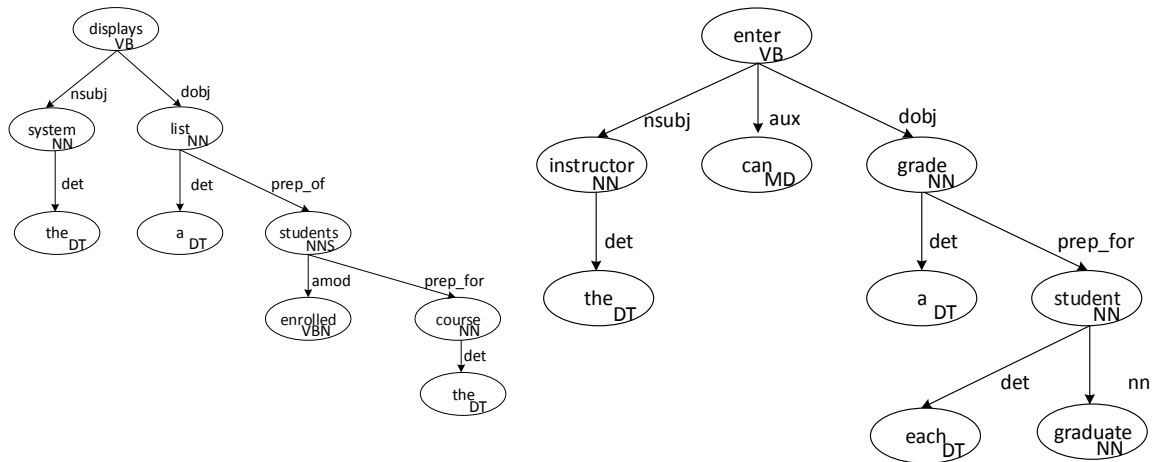 displays
VB
nsubj
dobj
system
NN
list
NN
det
det
prep_of
the
DT
a
DT
students
NNS
amod
prep_for
enrolled
VBN
course
NN
det
the
DT
enter
VB
nsubj
aux
dobj
instructor
NN
can
MD
grade
NN
det
det
prep_for
the
DT
a
DT
student
NN
det
nn
each
DT
graduate
NN